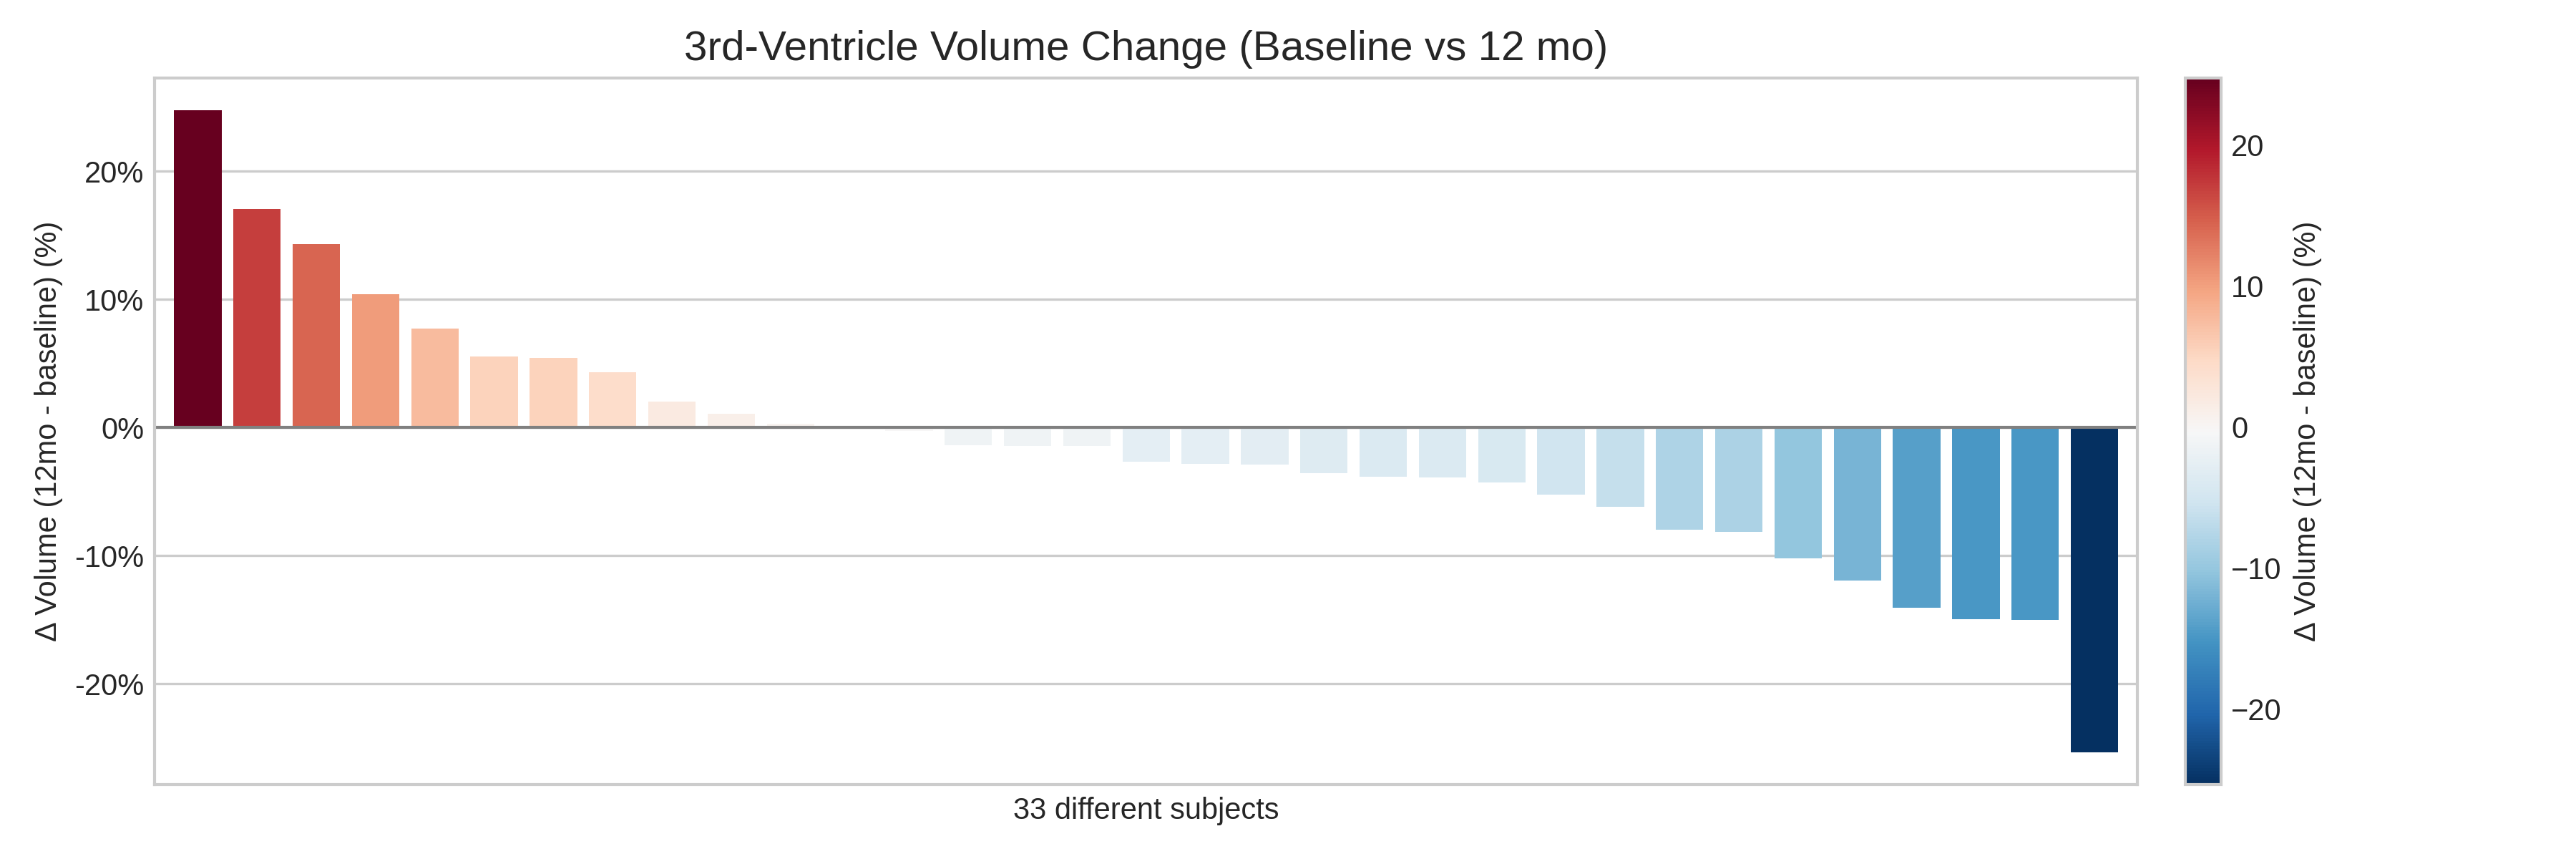 3rd-Ventricle Volume Change (Baseline vs 12 mo)
Δ Volume (12mo - baseline) (%)
20%
10%
0%
-10%
-20%
33 different subjects
20
10
0
−10
−20
Δ Volume (12mo - baseline) (%)